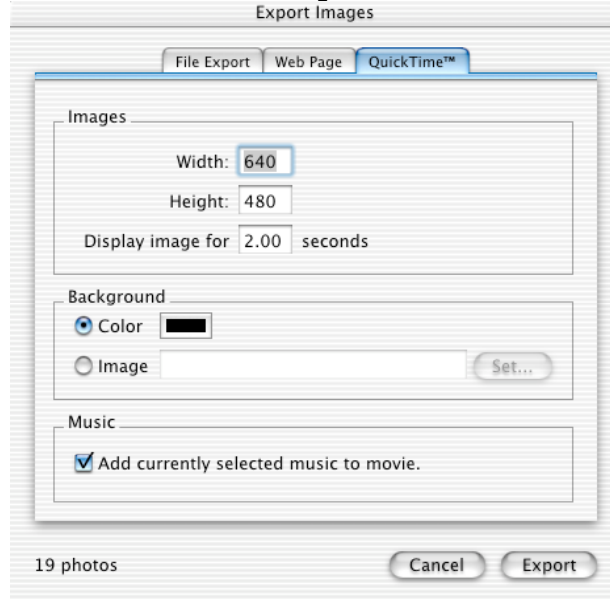 Export Images
File Export Web Page QuickTime™
Images
Width: 640
Height: 480
Display image for 2.00 seconds
Background
Color
Image Set...
Music
Add currently selected music to movie.
19 photos Cancel Export